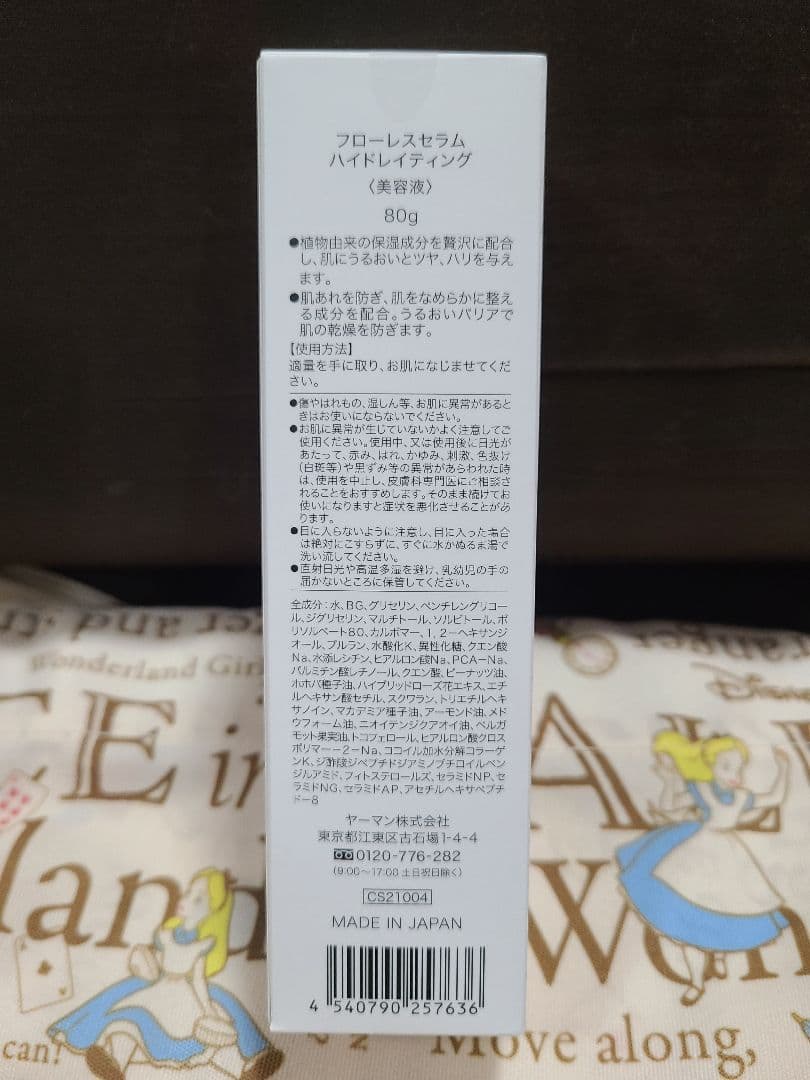 フローレスセラム
ハイドレイティング
〈美容液〉
80g
●植物由来の保湿成分を贅沢に配合
し、肌にうるおいとツヤ、ハリを与え
ます。
●肌あれを防ぎ、肌をなめらかに整え
る成分を配合。うるおいバリアで
肌の乾燥を防ぎます。
【使用方法】
適量を手に取り、お肌になじませてくだ
さい。
●傷やはれもの、湿しん等、お肌に異常があると
きはお使いにならないでください。
●お肌に異常が生じていないかよく注意してご
使用ください。使用中、又は使用後に日光が
あたって、赤み、はれ、かゆみ、刺激、色抜け
(白斑等)や黒ずみ等の異常があらわれた時
は、使用を中止し、皮膚科専門医にご相談さ
れることをおすすめします。そのまま続けてお
使いになりますと症状を悪化させることがあ
ります。
●目に入らないように注意し、目に入った場合
は絶対にこすらずに、すぐに水かぬるま湯で
洗い流してください。
●直射日光や高温多湿を避け、乳幼児の手の
届かないところに保管してください。
全成分：水、BG、グリセリン、ペンチレングリコー
ル、ジグリセリン、マルチトール、ソルビトール、ポ
リソルベート80、カルボマー、1，2－ヘキサンジ
オール、プルラン、水酸化K、異性化糖、クエン酸
Na、水添レシチン、ヒアルロン酸Na、PCA－Na、
パルミチン酸レチノール、クエン酸、ピーナッツ油、
ホホバ種子油、ハイブリッドローズ花エキス、エチ
ルヘキサン酸セチル、スクワラン、トリエチルヘキ
サノイン、マカデミア種子油、アーモンド油、メド
ウフォーム油、ニオイテンジクアオイ油、ベルガ
モット果実油、トコフェロール、ヒアルロン酸クロス
ポリマー－2－Na、ココイル加水分解コラーゲ
ンK、ジ酢酸ジペプチドジアミノブチロイルベン
ジルアミド、フィトステロールズ、セラミドNP、セ
ラミドNG、セラミドAP、アセチルヘキサペプチ
ド－8
ヤーマン株式会社
東京都江東区古石場1-4-4
0120-776-282
(9:00〜17:00 土日祝日除く)
CS21004
MADE IN JAPAN
4 540790 257636
Wonderland Girl
Disney
in
Move along,
can!